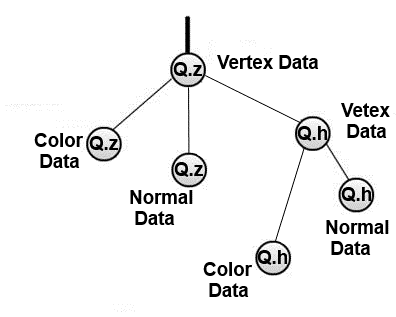 Q.z
Vertex Data
Color
Data
Q.z
Q.z
Normal
Data
Q.h
Vetex
Data
Q.h
Normal
Data
Color
Data
Q.h